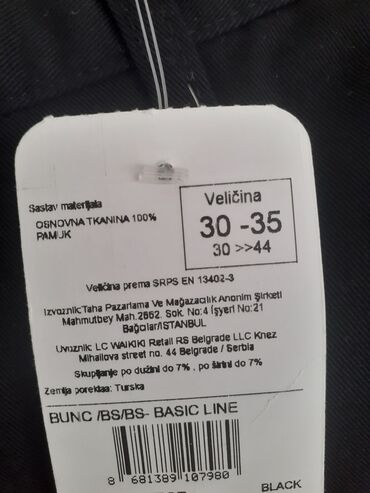 Sastav materijala
OSNOVNA TKANINA 100%
PAMUK
Veličina
30 -35
30 >>44
Veličina prema SRPS EN 13402-3
Izvoznik:Taha Pazarlama Ve Mağazacılık Anonim Şirketi
Mahmutbey Mah.2662. Sok. No:4 İşyeri No:21
Bağcılar/ISTANBUL
Uvoznik: LC WAIKIKI Retail RS Belgrade LLC Knez
Mihailova street no. 44 Belgrade / Serbia
Skupljanje po dužini do 7% , po širini do 7%
Zemlja porekla: Turska
BUNC /BS/BS- BASIC LINE
8 681389 107980
BLACK